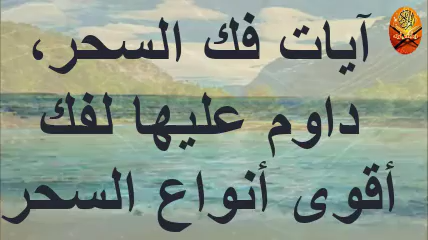 آيات فك السحر،
داوم عليها لفك
أقوى أنواع السحر